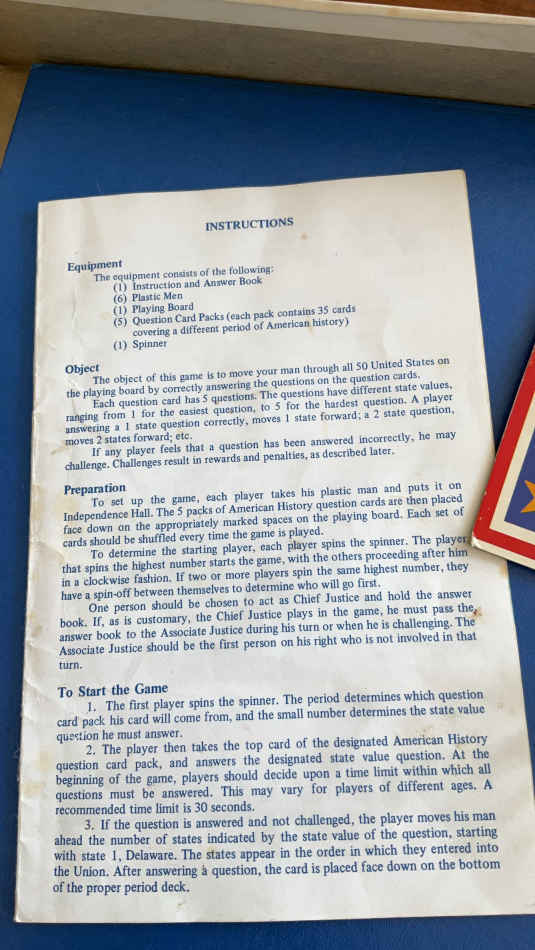 INSTRUCTIONS
Equipment
The equipment consists of the following:
(1) Instruction and Answer Book
(6) Plastic Men
(1) Playing Board
(5) Question Card Packs (each pack contains 35 cards
covering a different period of American history)
(1) Spinner
Object
The object of this game is to move your man through all 50 United States on
the playing board by correctly answering the questions on the question cards.
Each question card has 5 questions. The questions have different state values,
ranging from 1 for the easiest question, to 5 for the hardest question. A player
answering a 1 state question correctly, moves 1 state forward; a 2 state question,
moves 2 states forward; etc.
If any player feels that a question has been answered incorrectly, he may
challenge. Challenges result in rewards and penalties, as described later.
Preparation
To set up the game, each player takes his plastic man and puts it on
Independence Hall. The 5 packs of American History question cards are then placed
face down on the appropriately marked spaces on the playing board. Each set of
cards should be shuffled every time the game is played.
To determine the starting player, each player spins the spinner. The player
that spins the highest number starts the game, with the others proceeding after him
in a clockwise fashion. If two or more players spin the same highest number, they
have a spin-off between themselves to determine who will go first.
One person should be chosen to act as Chief Justice and hold the answer
book. If, as is customary, the Chief Justice plays in the game, he must pass the
answer book to the Associate Justice during his turn or when he is challenging. The
Associate Justice should be the first person on his right who is not involved in that
turn.
To Start the Game
1. The first player spins the spinner. The period determines which question
card pack his card will come from, and the small number determines the state value
question he must answer.
2. The player then takes the top card of the designated American History
question card pack, and answers the designated state value question. At the
beginning of the game, players should decide upon a time limit within which all
questions must be answered. This may vary for players of different ages. A
recommended time limit is 30 seconds.
3. If the question is answered and not challenged, the player moves his man
ahead the number of states indicated by the state value of the question, starting
with state 1, Delaware. The states appear in the order in which they entered into
the Union. After answering a question, the card is placed face down on the bottom
of the proper period deck.